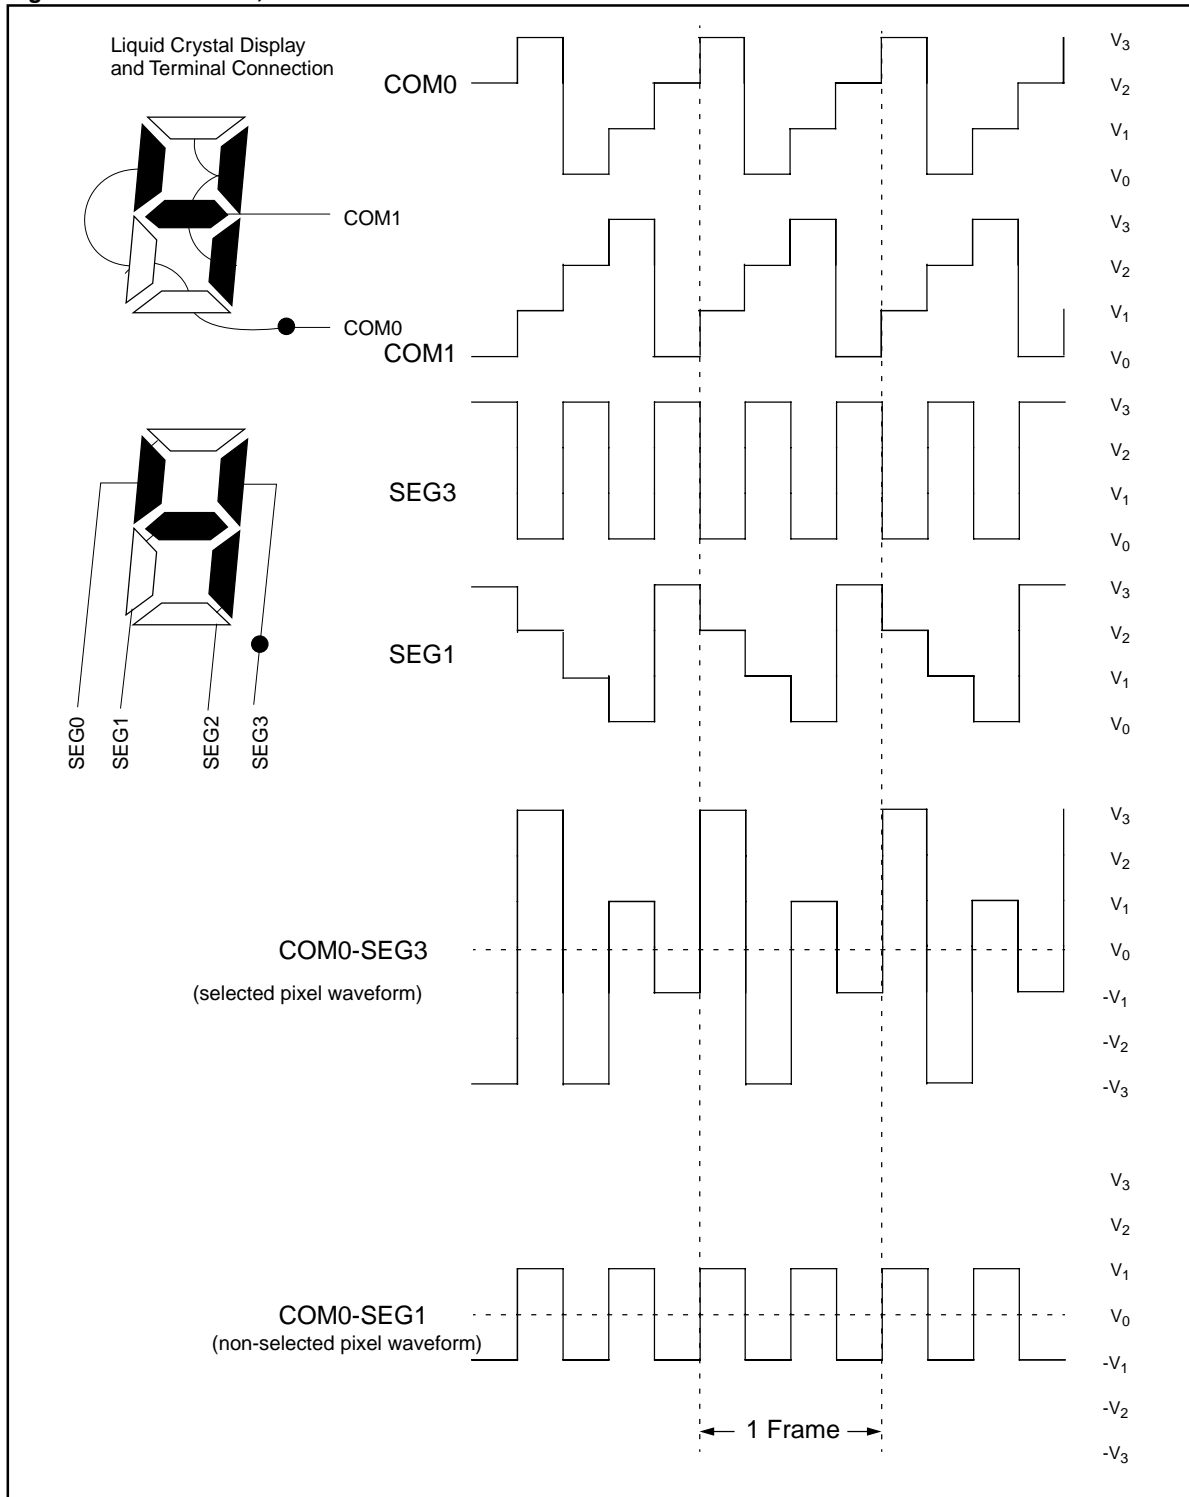 Liquid Crystal Display
and Terminal Connection
COM1
COM0
SEG0
SEG1
SEG2
SEG3
COM0
V3
V2
V1
V0
COM1
V3
V2
V1
V0
SEG3
V3
V2
V1
V0
SEG1
V3
V2
V1
V0
COM0-SEG3
(selected pixel waveform)
V3
V2
V1
V0
-V1
-V2
-V3
COM0-SEG1
(non-selected pixel waveform)
V3
V2
V1
V0
-V1
-V2
-V3
1 Frame